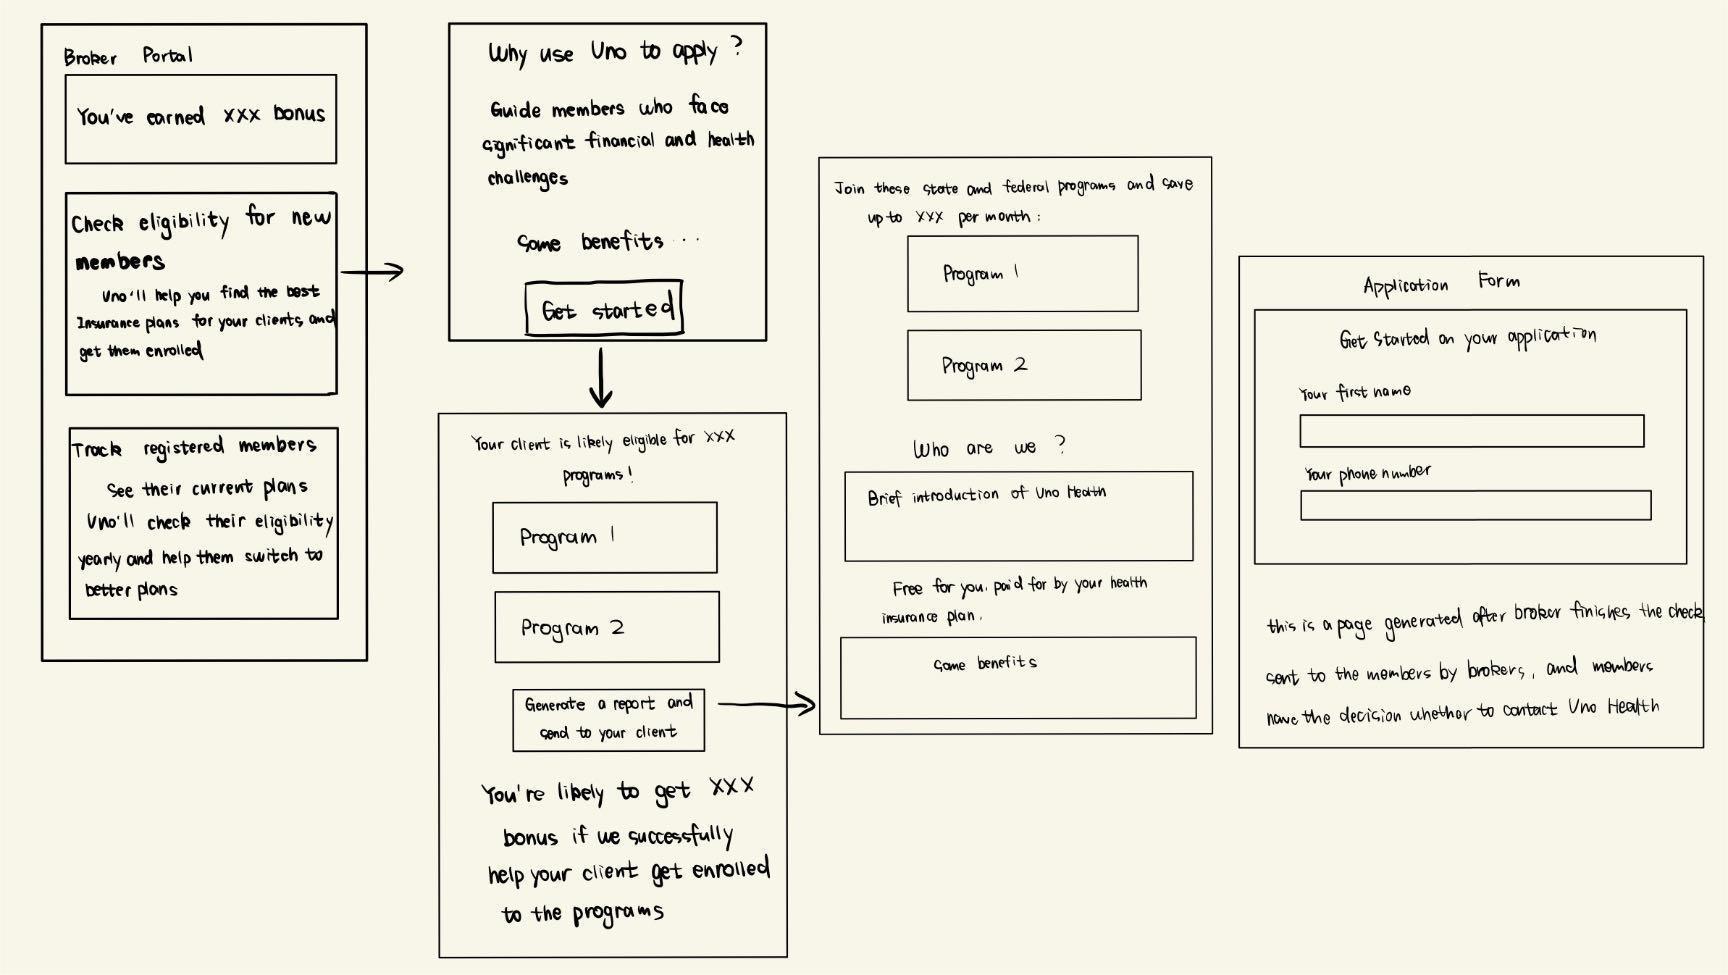 Broker Portal
You've earned XXX bonus
Check eligibility for new
members
Uno'll help you find the best
Insurance plans for your clients and
get them enrolled
Track registered members
See their current plans
Uno'll check their eligibility
yearly and help them switch to
better plans
Why use Uno to apply ?
Guide members who face
significant financial and health
challenges
Some benefits ...
Get started
Your client is likely eligible for XXX
programs!
Program 1
Program 2
Generate a report and
send to your client
You're likely to get XXX
bonus if we successfully
help your client get enrolled
to the programs
Join these state and federal programs and save
up to XXX per month :
Program 1
Program 2
Who are we ?
Brief introduction of Uno Health
Free for you. paid for by your health
insurance plan.
Some benefits
Application Form
Get Started on your application
Your first name
Your phone number
this is a page generated after broker finishes the check
sent to the members by brokers, and members
have the decision whether to contact Uno Health